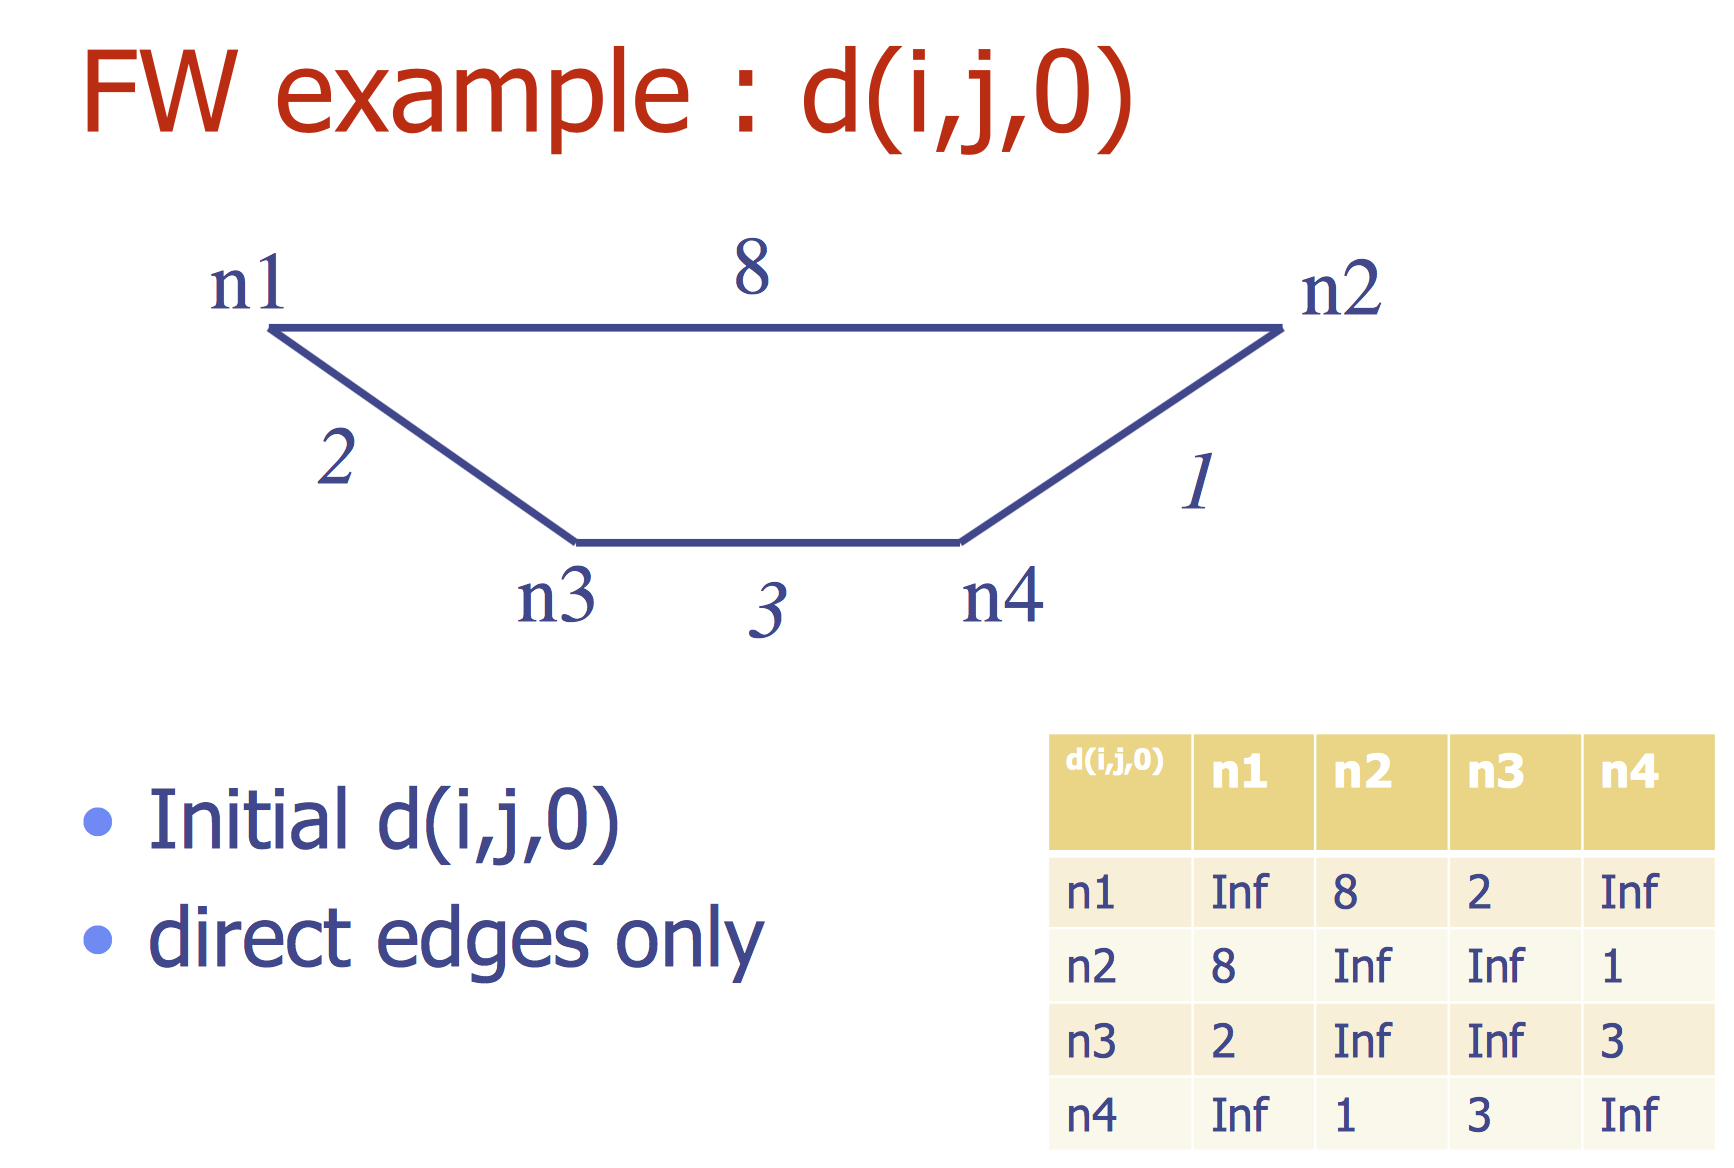 FW example : d(i,j,0)
8
n1
n2
2
1
n3
3
n4
Initial d(i,j,0)
direct edges only
d(i,j,0) n1 n2 n3 n4
n1 Inf 8 2 Inf
n2 8 Inf Inf 1
n3 2 Inf Inf 3
n4 Inf 1 3 Inf